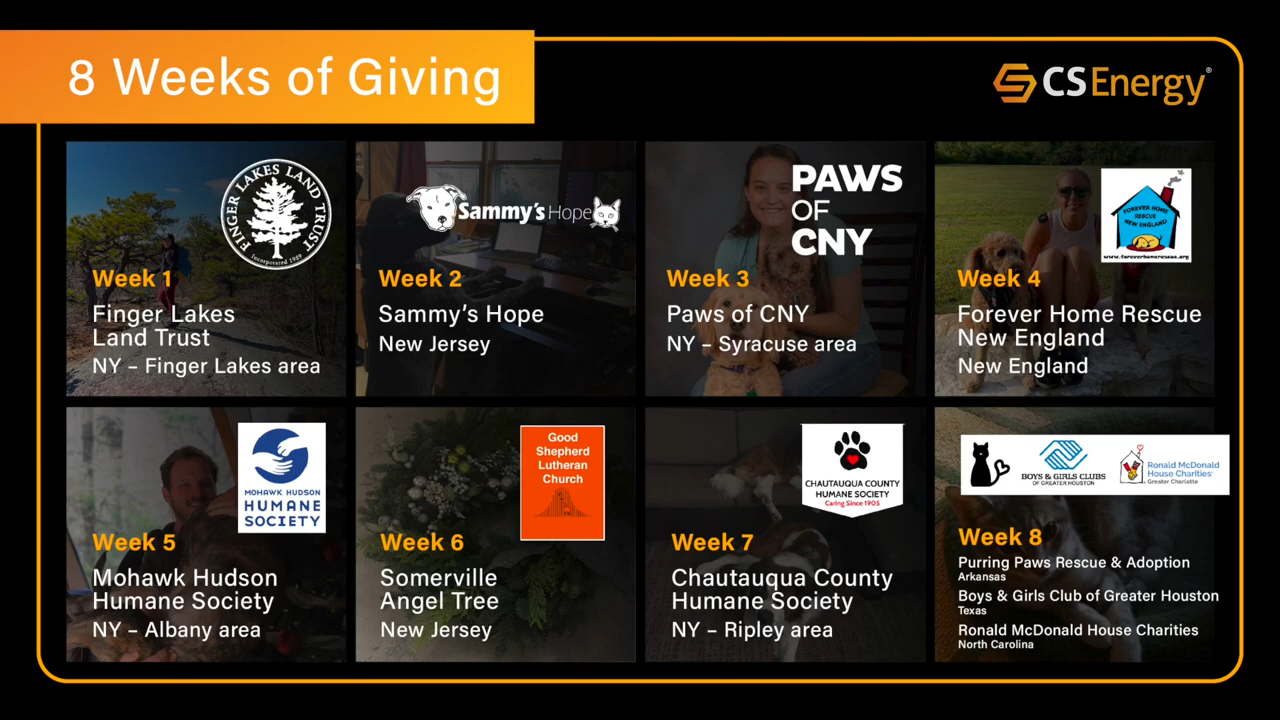 8 Weeks of Giving
CSEnergy®
FINGER LAKES LAND TRUST
Incorporated 1989
Week 1
Finger Lakes
Land Trust
NY – Finger Lakes area
Sammy's Hope
Week 2
Sammy's Hope
New Jersey
PAWS
OF
CNY
Week 3
Paws of CNY
NY – Syracuse area
FOREVER HOME
RESCUE
NEW ENGLAND
www.foreverhomerescue.org
Week 4
Forever Home Rescue
New England
New England
MOHAWK HUDSON
HUMANE
SOCIETY
Week 5
Mohawk Hudson
Humane Society
NY – Albany area
Good
Shepherd
Lutheran
Church
Week 6
Somerville
Angel Tree
New Jersey
CHAUTAUQUA COUNTY
HUMANE SOCIETY
Caring Since 1905
Week 7
Chautauqua County
Humane Society
NY – Ripley area
BOYS & GIRLS CLUBS
OF GREATER HOUSTON
Ronald McDonald
House Charities®
Greater Charlotte
Week 8
Purring Paws Rescue & Adoption
Arkansas
Boys & Girls Club of Greater Houston
Texas
Ronald McDonald House Charities
North Carolina